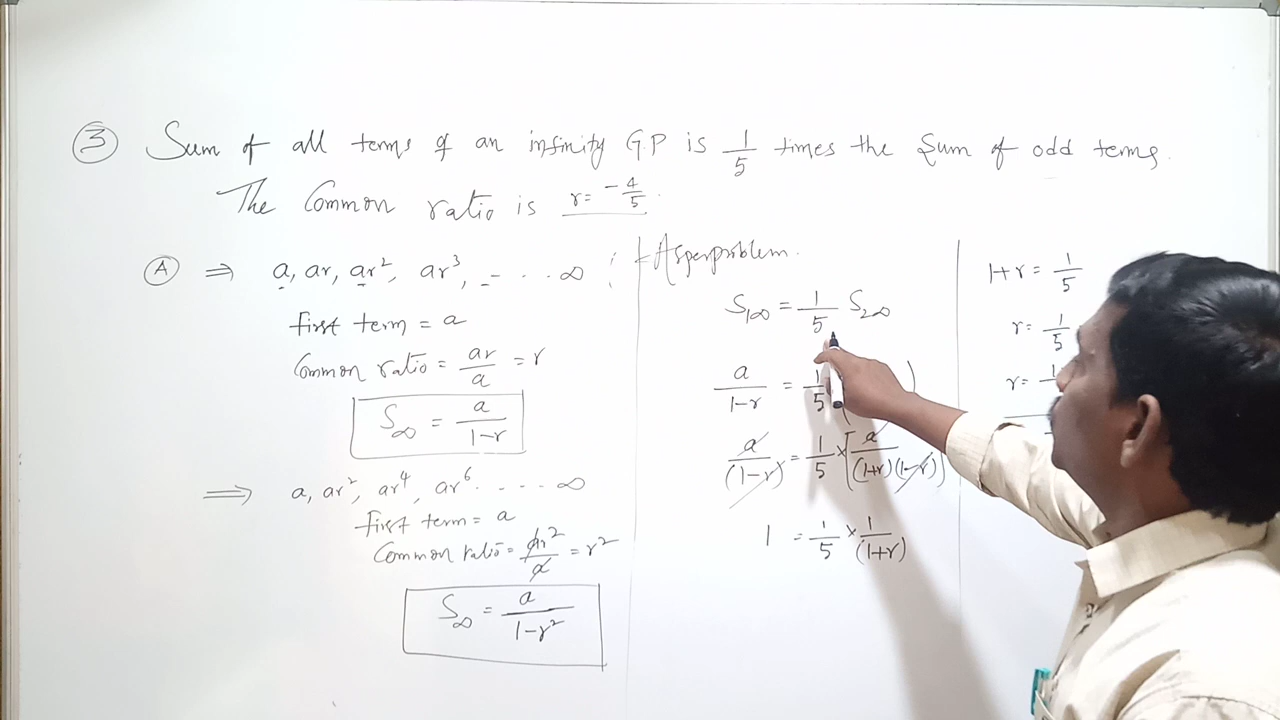 ③ Sum of all terms of an infinity G.P is 1/5 times the sum of odd terms.
The Common ratio is r = -4/5.
Ⓐ ⇒ a, ar, ar², ar³, - - - - ∞
first term = a
Common ratio = ar/a = r
S∞ = a/(1-r)
⇒ a, ar², ar⁴, ar⁶ - - - - ∞
first term = a
Common ratio = ar²/a = r²
S∞ = a/(1-r²)
As per problem.
S₁∞ = 1/5 S₂∞
a/(1-r) = 1/5
a/(1-r) = 1/5 × [a/((1+r)(1-r))]
1 = 1/5 × 1/(1+r)
1+r = 1/5
r = 1/5
r =